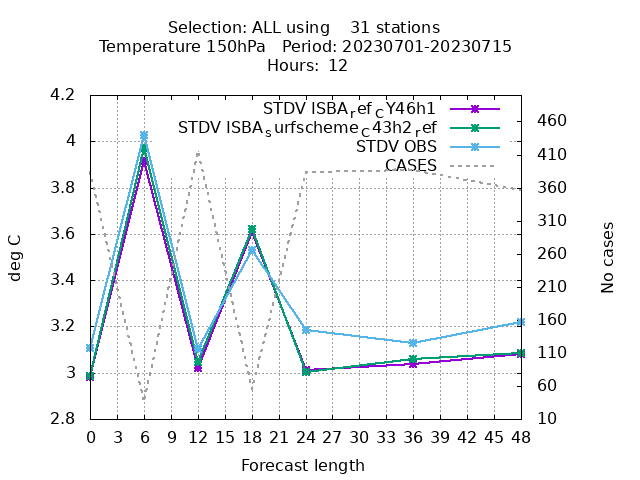 Selection: ALL using    31 stations
Temperature 150hPa   Period: 20230701-20230715
Hours: 12
STDV ISBA_ref_CY46h1
STDV ISBA_surfscheme_C43h2_ref
STDV OBS
CASES
4.2
4
3.8
3.6
3.4
3.2
3
2.8
deg C
460
410
360
310
260
210
160
110
60
10
No cases
0 3 6 9 12 15 18 21 24 27 30 33 36 39 42 45 48
Forecast length